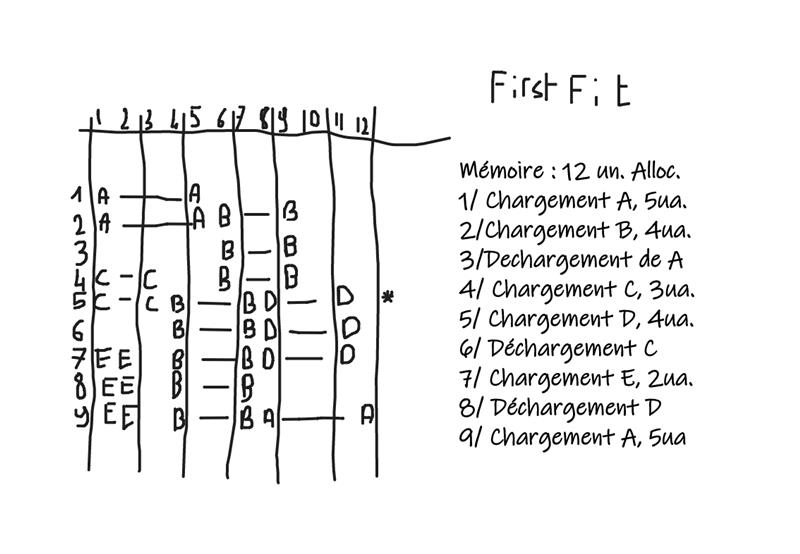 First Fit
1 2 3 4 5 6 7 8 9 10 11 12
1 A — A
2 A — A B — B
3 B — B
4 C - C B — B
5 C - C B — B D — D *
6 B — B D — D
7 E E B — B D — D
8 E E B — B
9 E E B — B A — A
Mémoire : 12 un. Alloc.
1/ Chargement A, 5ua.
2/Chargement B, 4ua.
3/Dechargement de A
4/ Chargement C, 3ua.
5/ Chargement D, 4ua.
6/ Déchargement C
7/ Chargement E, 2ua.
8/ Déchargement D
9/ Chargement A, 5ua